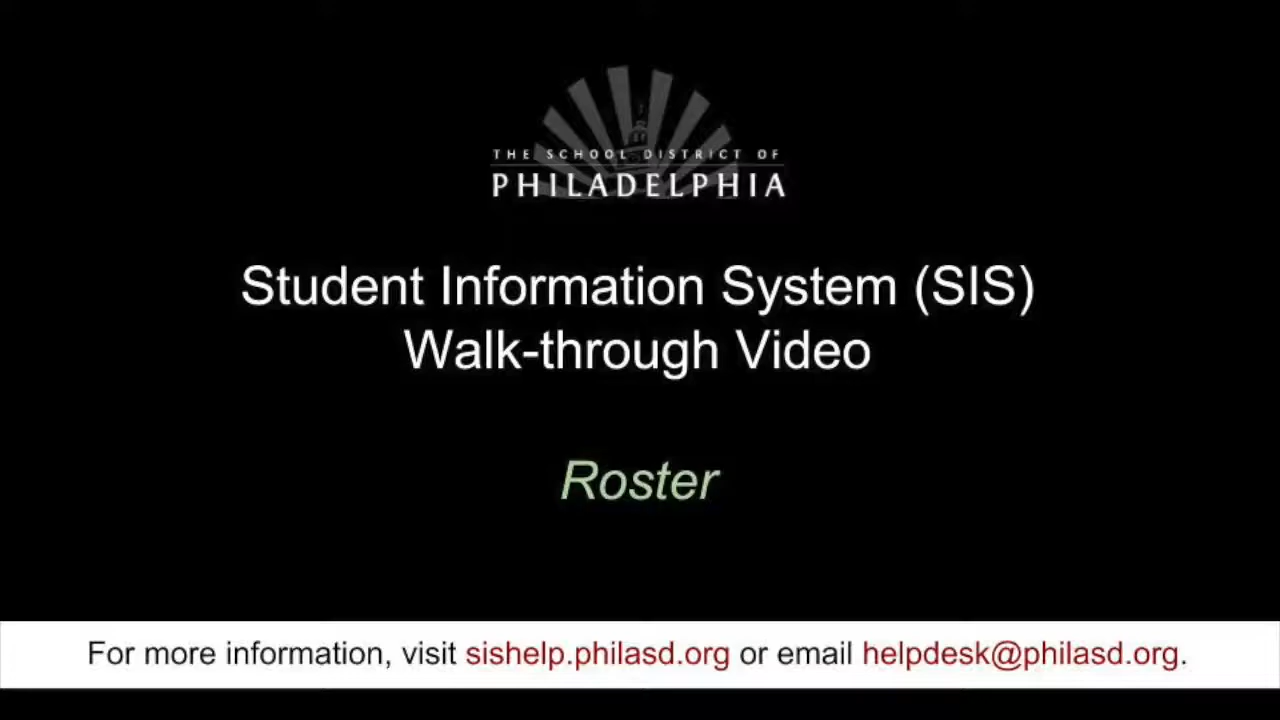 THE SCHOOL DISTRICT OF
PHILADELPHIA
Student Information System (SIS)
Walk-through Video
Roster
For more information, visit sishelp.philasd.org or email helpdesk@philasd.org.